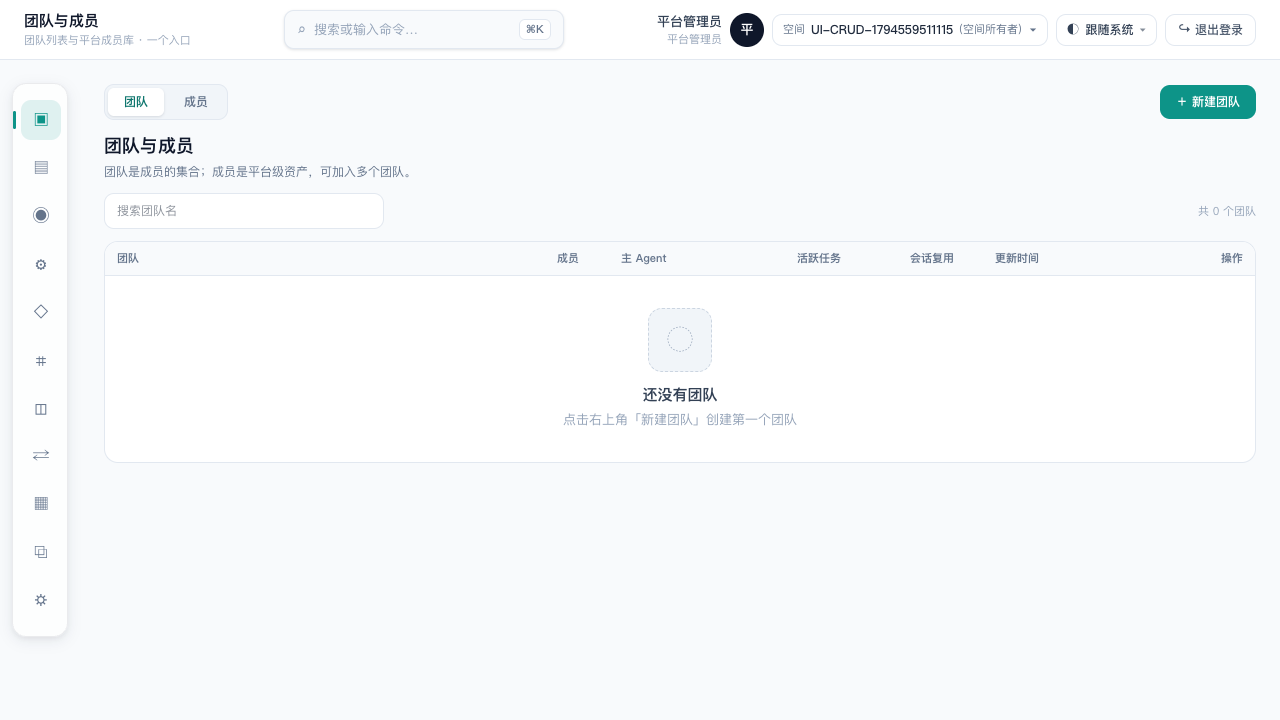 团队与成员
团队列表与平台成员库 · 一个入口
搜索或输入命令… ⌘K
平台管理员
平台管理员
平
空间 UI-CRUD-1794559511115 (空间所有者)
跟随系统
退出登录
团队 成员
+ 新建团队
团队与成员
团队是成员的集合；成员是平台级资产，可加入多个团队。
搜索团队名
共 0 个团队
团队 成员 主 Agent 活跃任务 会话复用 更新时间 操作
还没有团队
点击右上角「新建团队」创建第一个团队